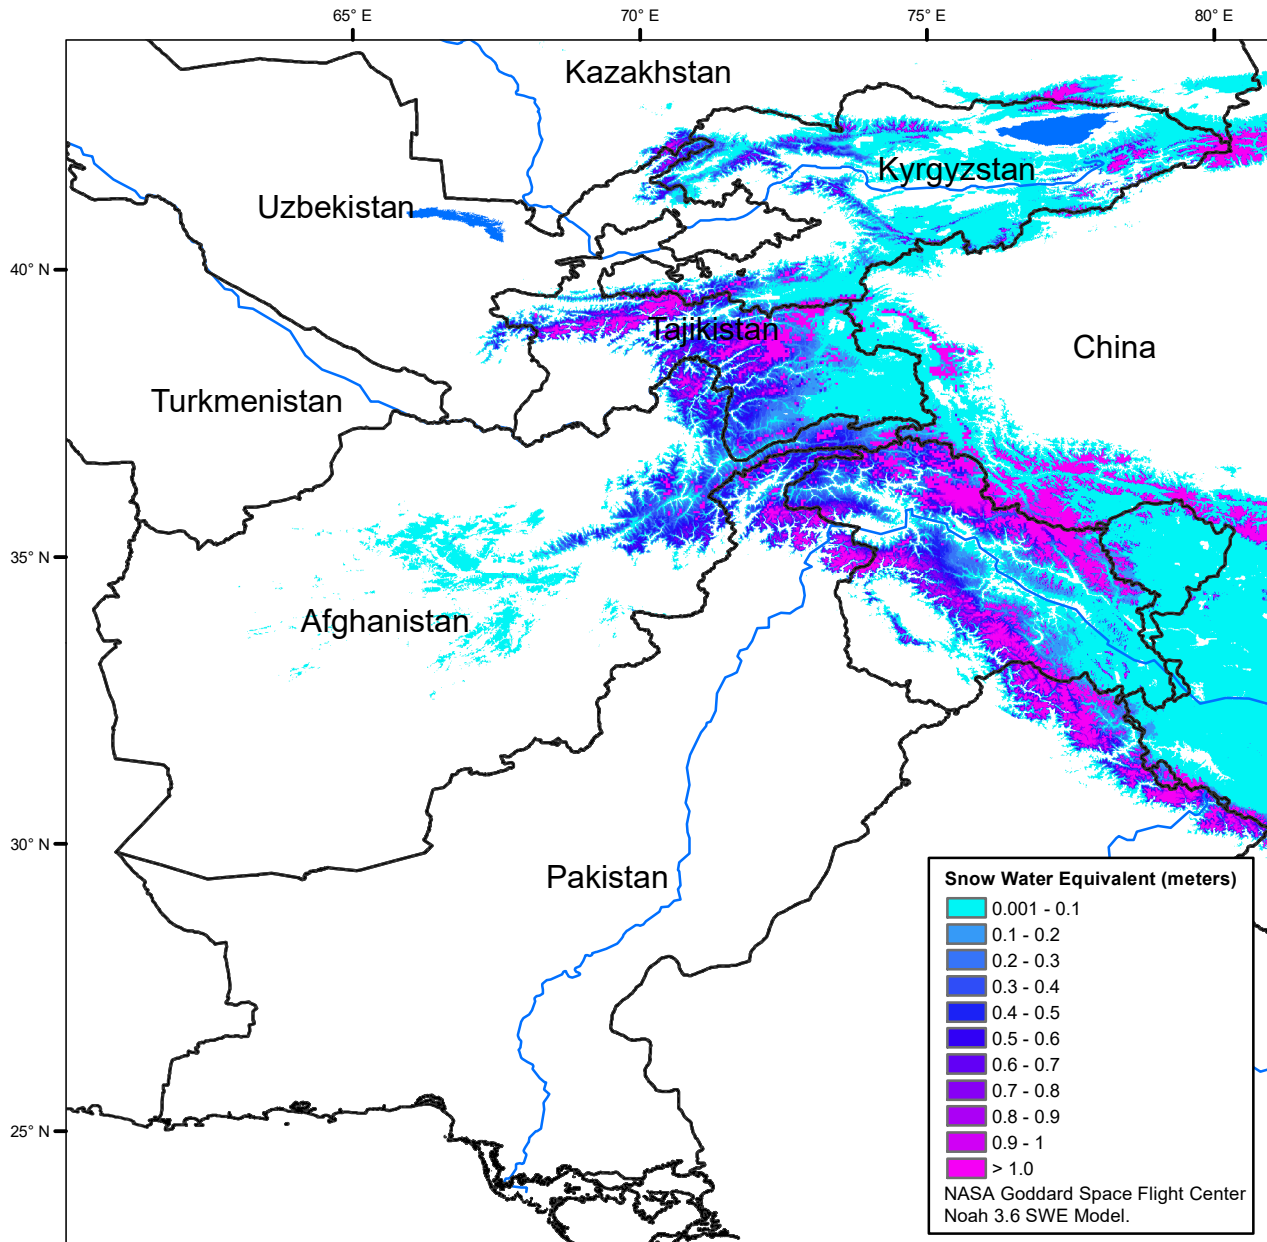 65° E
70° E
75° E
80° E
Kazakhstan
Kyrgyzstan
Uzbekistan
40° N
Tajikistan
China
Turkmenistan
35° N
Afghanistan
30° N
Pakistan
25° N
Snow Water Equivalent (meters)
0.001 - 0.1
0.1 - 0.2
0.2 - 0.3
0.3 - 0.4
0.4 - 0.5
0.5 - 0.6
0.6 - 0.7
0.7 - 0.8
0.8 - 0.9
0.9 - 1
> 1.0
NASA Goddard Space Flight Center
Noah 3.6 SWE Model.